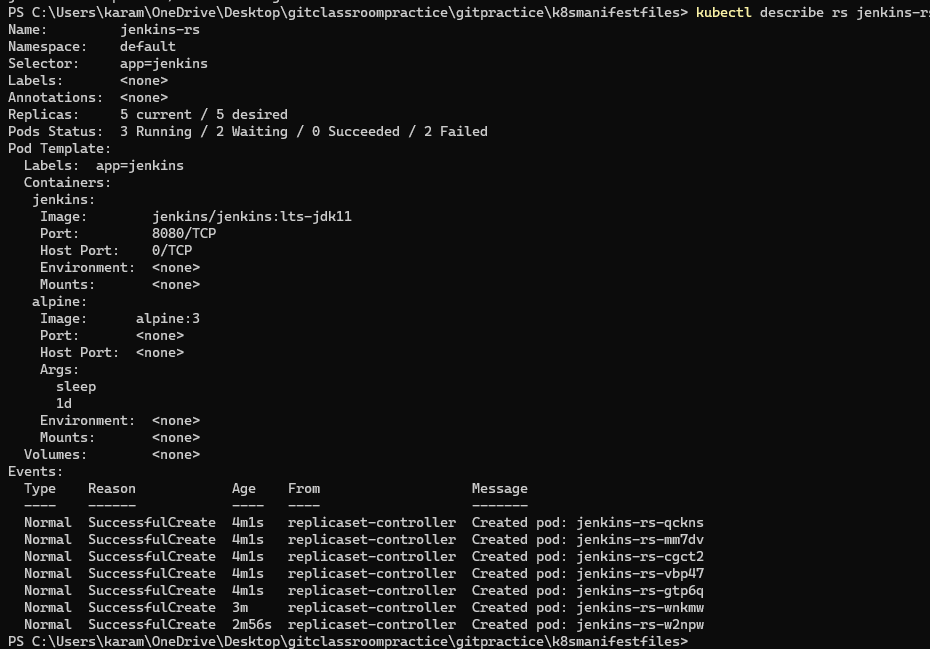 PS C:\Users\karam\OneDrive\Desktop\gitclassroompractice\gitpractice\k8smanifestfiles> kubectl describe rs jenkins-rs
Name:         jenkins-rs
Namespace:    default
Selector:     app=jenkins
Labels:       <none>
Annotations:  <none>
Replicas:     5 current / 5 desired
Pods Status:  3 Running / 2 Waiting / 0 Succeeded / 2 Failed
Pod Template:
  Labels:  app=jenkins
  Containers:
   jenkins:
    Image:        jenkins/jenkins:lts-jdk11
    Port:         8080/TCP
    Host Port:    0/TCP
    Environment:  <none>
    Mounts:       <none>
   alpine:
    Image:      alpine:3
    Port:       <none>
    Host Port:  <none>
    Args:
      sleep
      1d
    Environment:  <none>
    Mounts:       <none>
  Volumes:        <none>
Events:
  Type    Reason            Age    From                   Message
  ----    ------            ----   ----                   -------
  Normal  SuccessfulCreate  4m1s   replicaset-controller  Created pod: jenkins-rs-qckns
  Normal  SuccessfulCreate  4m1s   replicaset-controller  Created pod: jenkins-rs-mm7dv
  Normal  SuccessfulCreate  4m1s   replicaset-controller  Created pod: jenkins-rs-cgct2
  Normal  SuccessfulCreate  4m1s   replicaset-controller  Created pod: jenkins-rs-vbp47
  Normal  SuccessfulCreate  4m1s   replicaset-controller  Created pod: jenkins-rs-gtp6q
  Normal  SuccessfulCreate  3m     replicaset-controller  Created pod: jenkins-rs-wnkmw
  Normal  SuccessfulCreate  2m56s  replicaset-controller  Created pod: jenkins-rs-w2npw
PS C:\Users\karam\OneDrive\Desktop\gitclassroompractice\gitpractice\k8smanifestfiles>